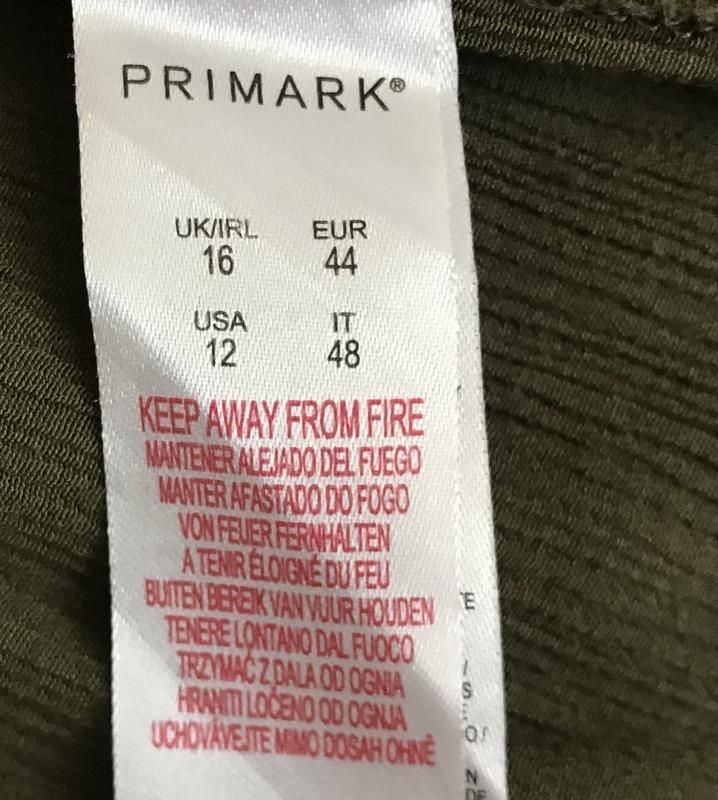 PRIMARK®
UK/IRL EUR
16 44
USA IT
12 48
KEEP AWAY FROM FIRE
MANTENER ALEJADO DEL FUEGO
MANTER AFASTADO DO FOGO
VON FEUER FERNHALTEN
A TENIR ÉLOIGNÉ DU FEU
BUITEN BEREIK VAN VUUR HOUDEN
TENERE LONTANO DAL FUOCO
TRZYMAĆ Z DALA OD OGNIA
HRANITI LOČENO OD OGNJA
UCHOVÁVEJTE MIMO DOSAH OHNĚ